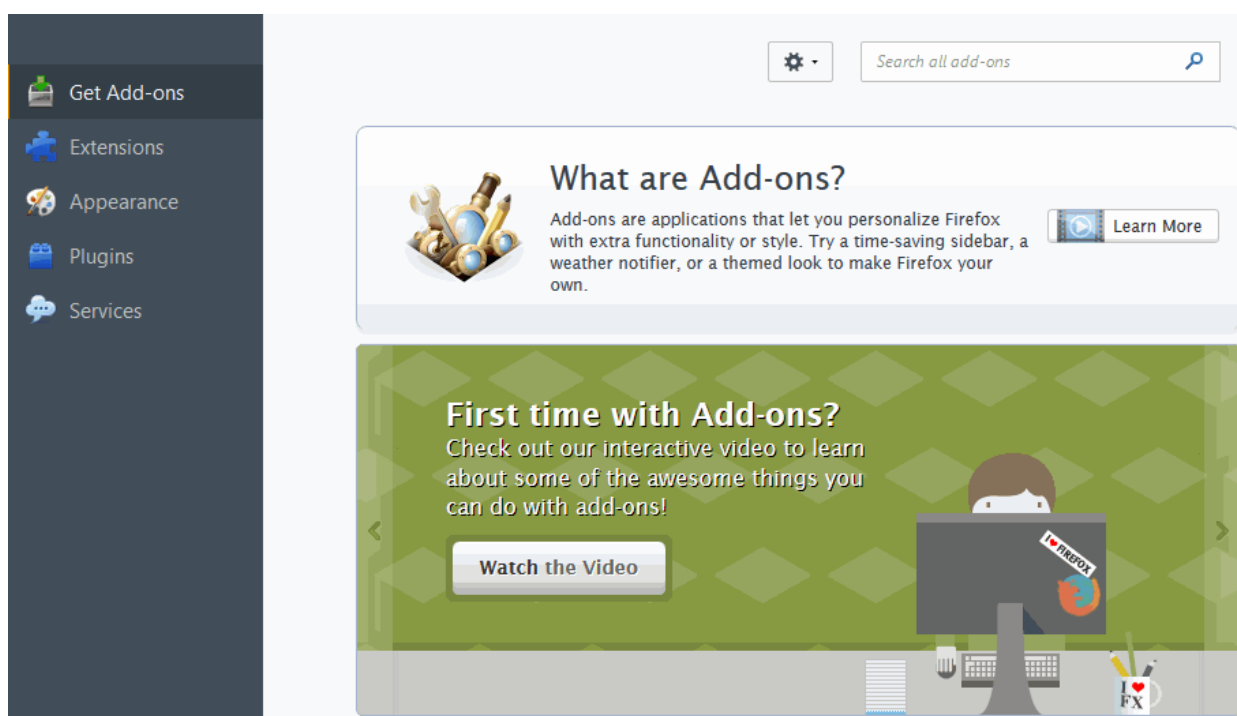 Search all add-ons
Get Add-ons
Extensions
Appearance
Plugins
Services
What are Add-ons?
Add-ons are applications that let you personalize Firefox
with extra functionality or style. Try a time-saving sidebar, a
weather notifier, or a themed look to make Firefox your
own.
Learn More
First time with Add-ons?
Check out our interactive video to learn
about some of the awesome things you
can do with add-ons!
Watch the Video
I ♥ FIREFOX
I ♥
FX